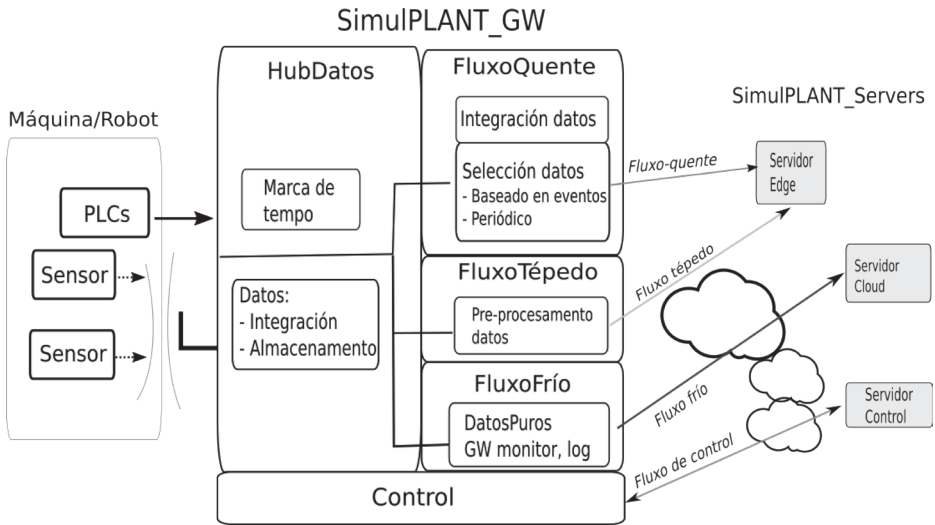 SimulPLANT_GW
Máquina/Robot
PLCs
Sensor
Sensor
HubDatos
Marca de
tempo
Datos:
- Integración
- Almacenamento
FluxoQuente
Integración datos
Selección datos
- Baseado en eventos
- Periódico
FluxoTépedo
Pre-procesamento
datos
FluxoFrío
DatosPuros
GW monitor, log
Control
Fluxo-quente
Fluxo tépedo
Fluxo frío
Fluxo de control
SimulPLANT_Servers
Servidor
Edge
Servidor
Cloud
Servidor
Control